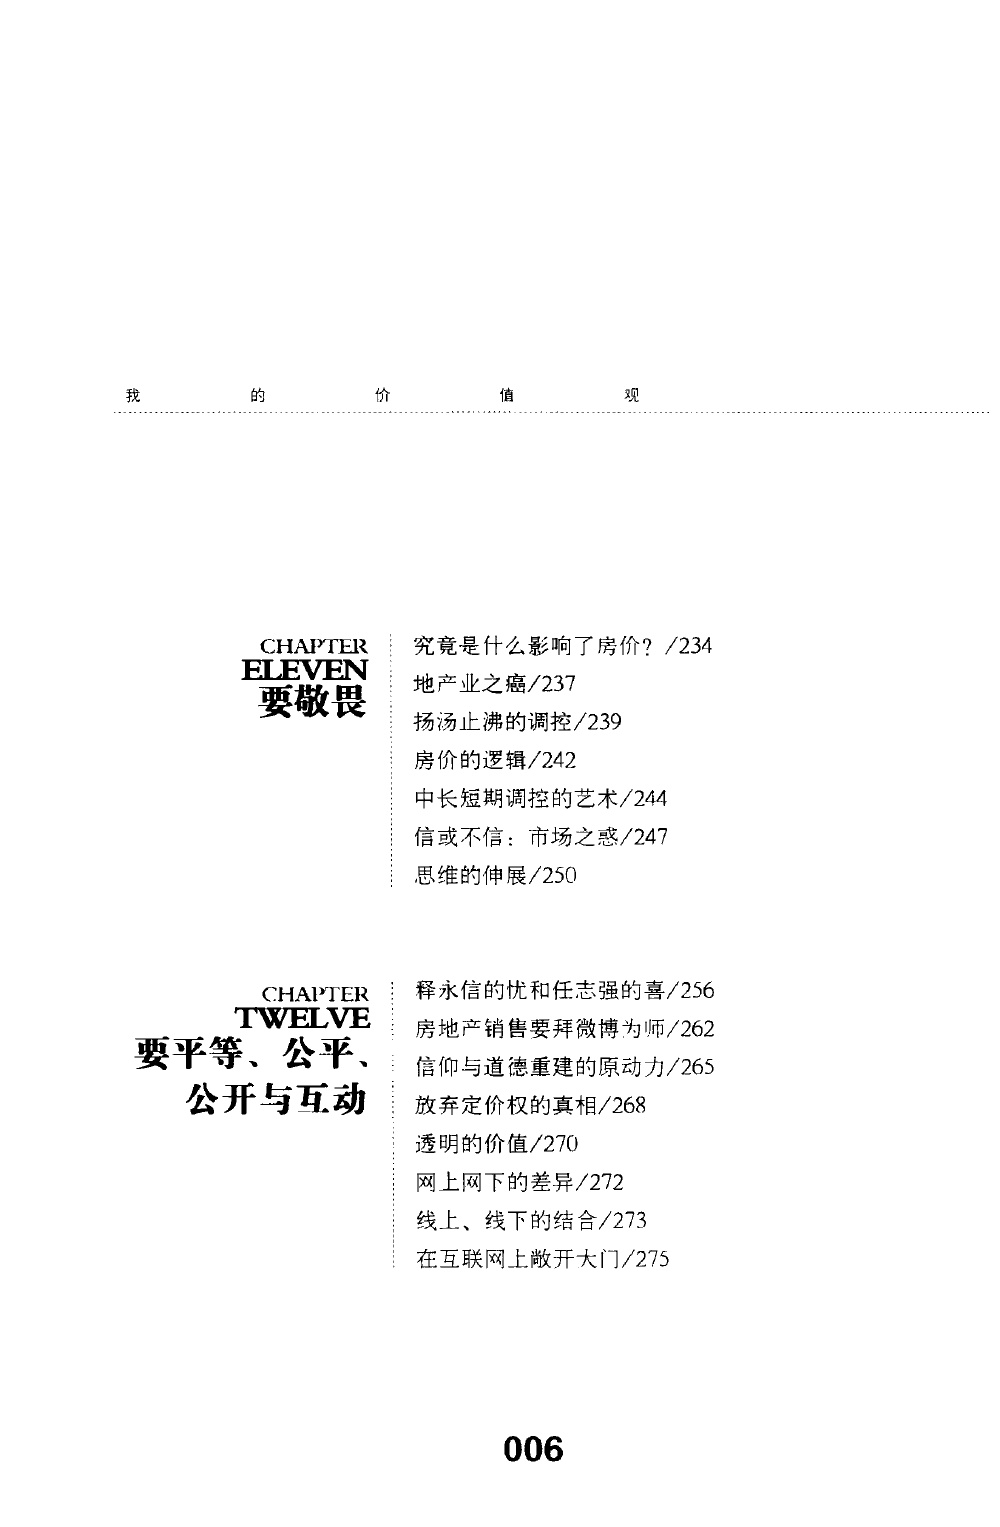 我的价值观
CHAPTER
ELEVEN
要敬畏
究竟是什么影响了房价？/234
地产业之癌/237
扬汤止沸的调控/239
房价的逻辑/242
中长短期调控的艺术/244
信或不信：市场之惑/247
思维的伸展/250
CHAPTER
TWELVE
要平等、公平、
公开与互动
释永信的忧和任志强的喜/256
房地产销售要拜微博为师/262
信仰与道德重建的原动力/265
放弃定价权的真相/268
透明的价值/270
网上网下的差异/272
线上、线下的结合/273
在互联网上敞开大门/275
006